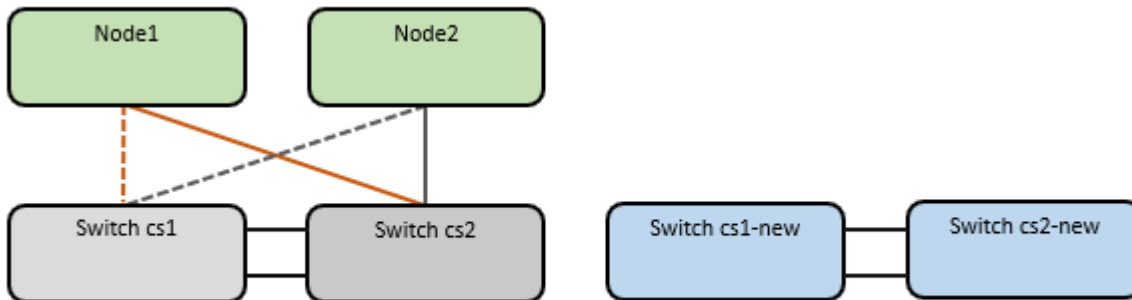 Node1
Node2
Switch cs1
Switch cs2
Switch cs1-new
Switch cs2-new